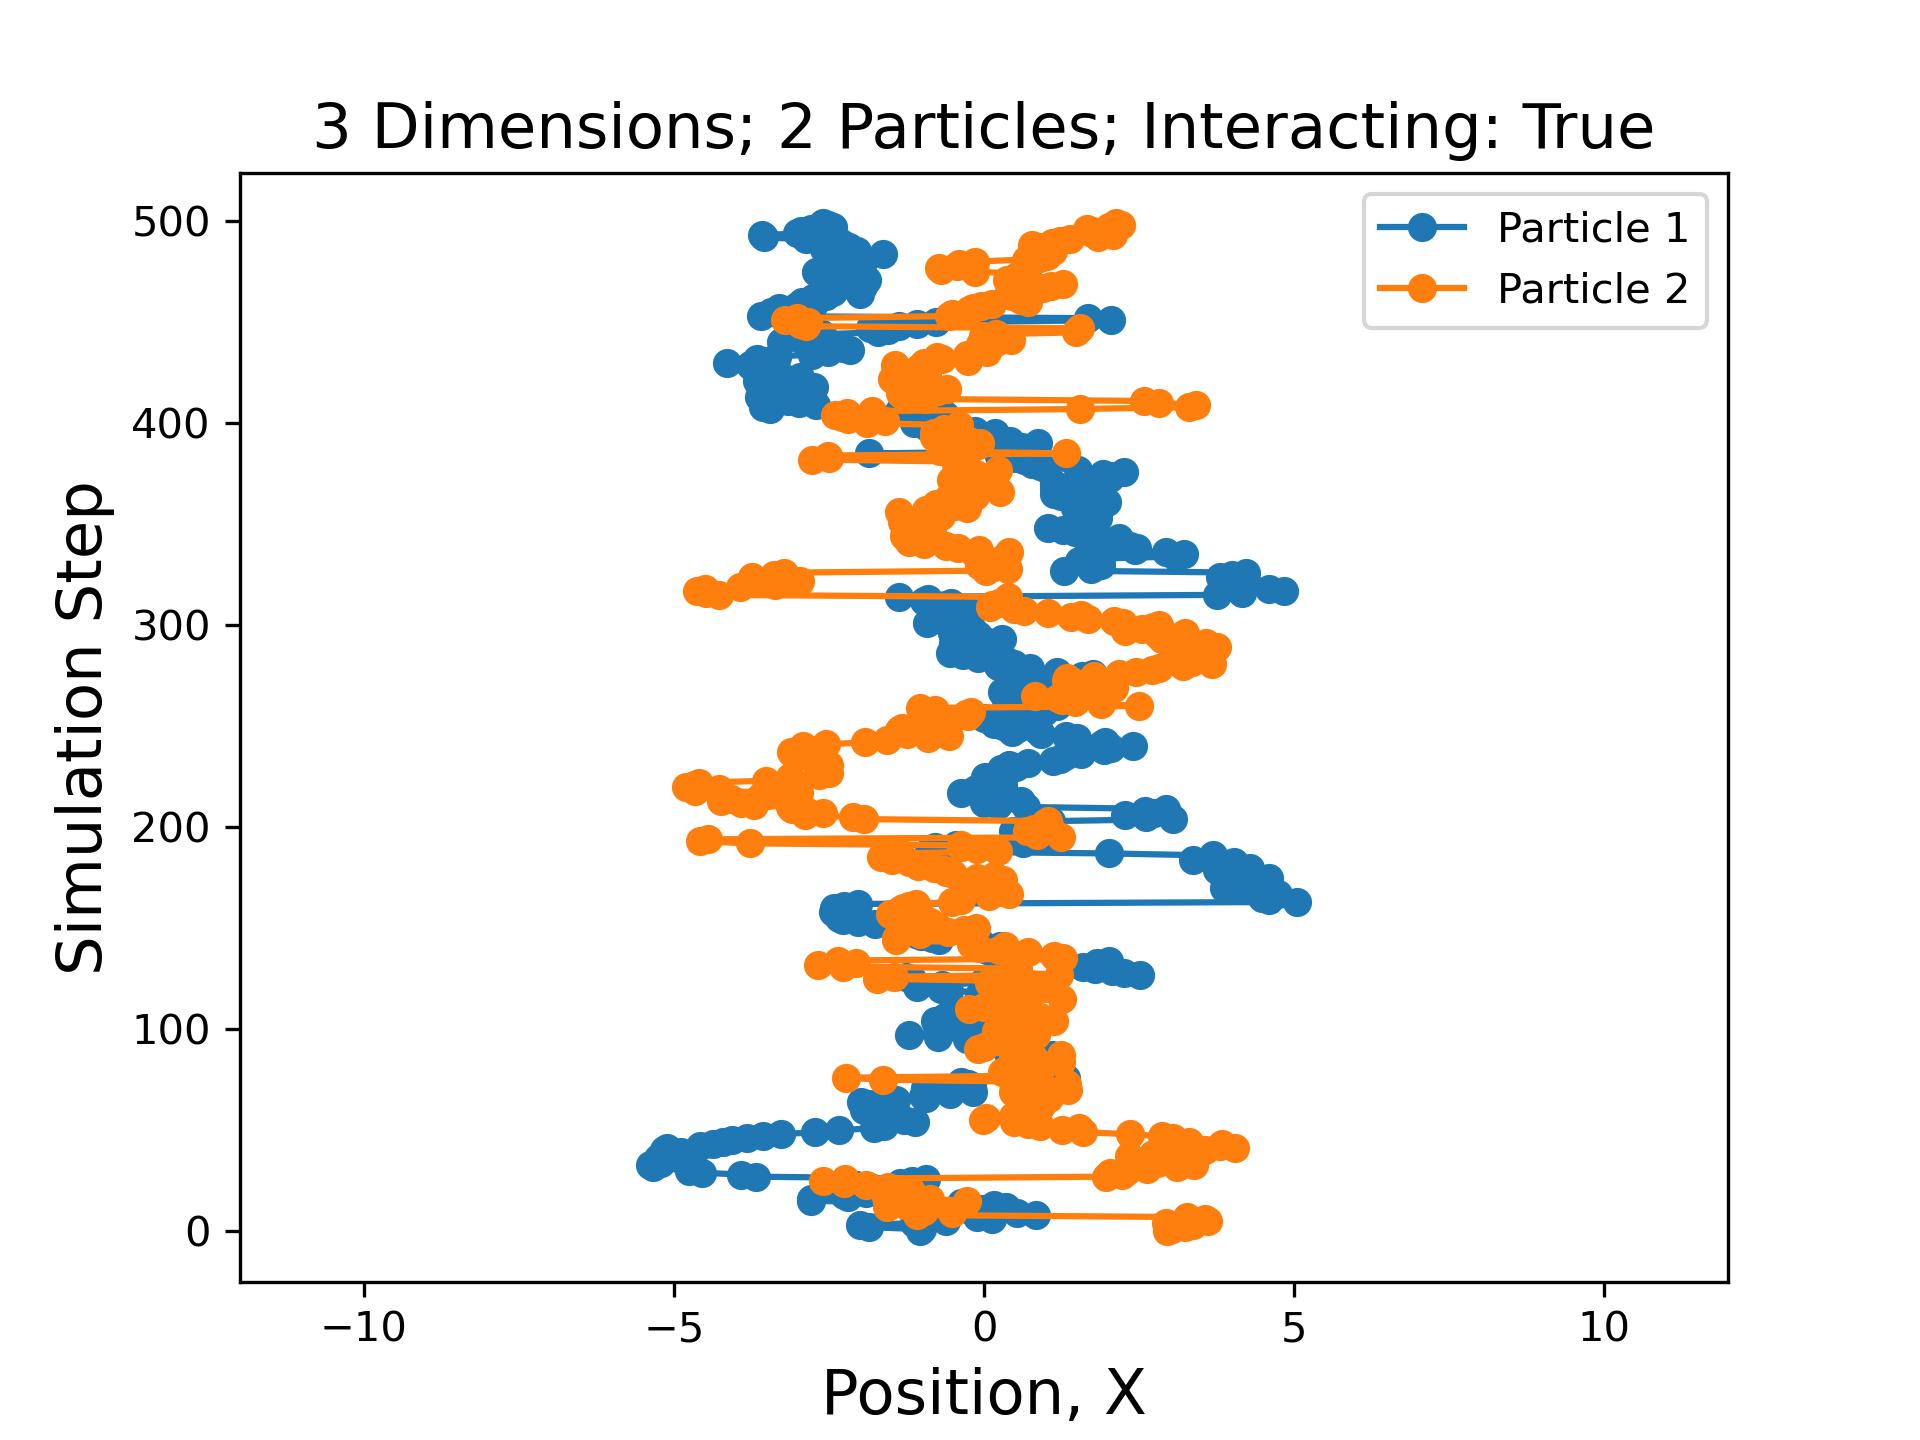 3 Dimensions; 2 Particles; Interacting: True
Particle 1
Particle 2
Simulation Step
500
400
300
200
100
0
−10
−5
0
5
10
Position, X